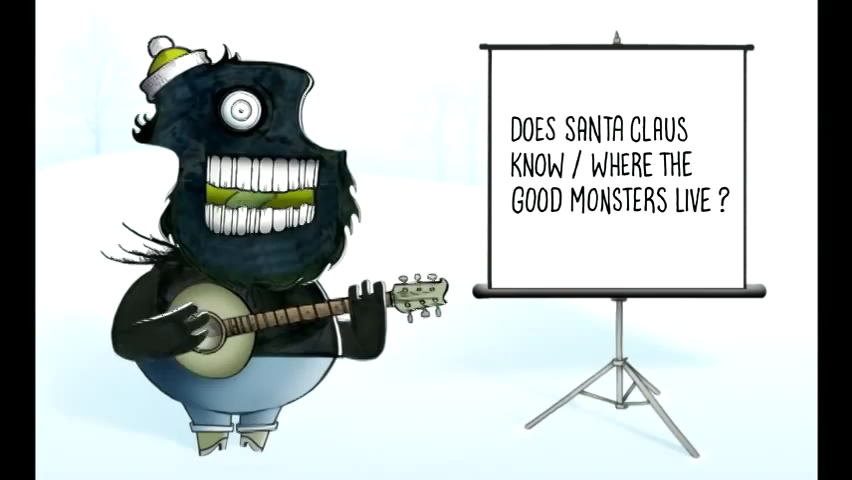 DOES SANTA CLAUS
KNOW / WHERE THE
GOOD MONSTERS LIVE ?